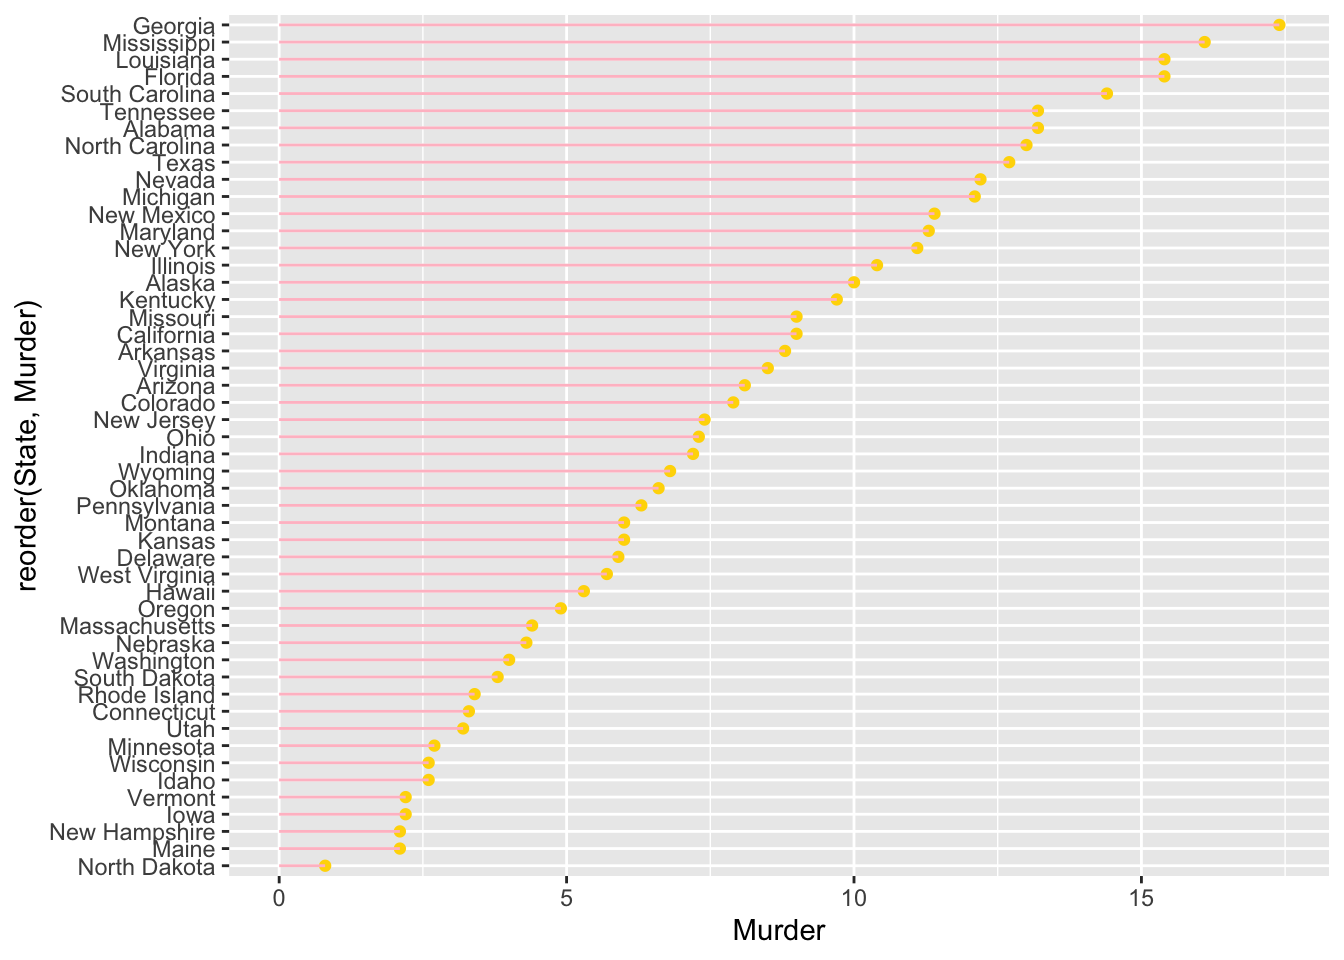 Georgia
Mississippi
Louisiana
Florida
South Carolina
Tennessee
Alabama
North Carolina
Texas
Nevada
Michigan
New Mexico
Maryland
New York
Illinois
Alaska
Kentucky
Missouri
California
Arkansas
Virginia
Arizona
Colorado
New Jersey
Ohio
Indiana
Wyoming
Oklahoma
Pennsylvania
Montana
Kansas
Delaware
West Virginia
Hawaii
Oregon
Massachusetts
Nebraska
Washington
South Dakota
Rhode Island
Connecticut
Utah
Minnesota
Wisconsin
Idaho
Vermont
Iowa
New Hampshire
Maine
North Dakota
reorder(State, Murder)
0 5 10 15
Murder